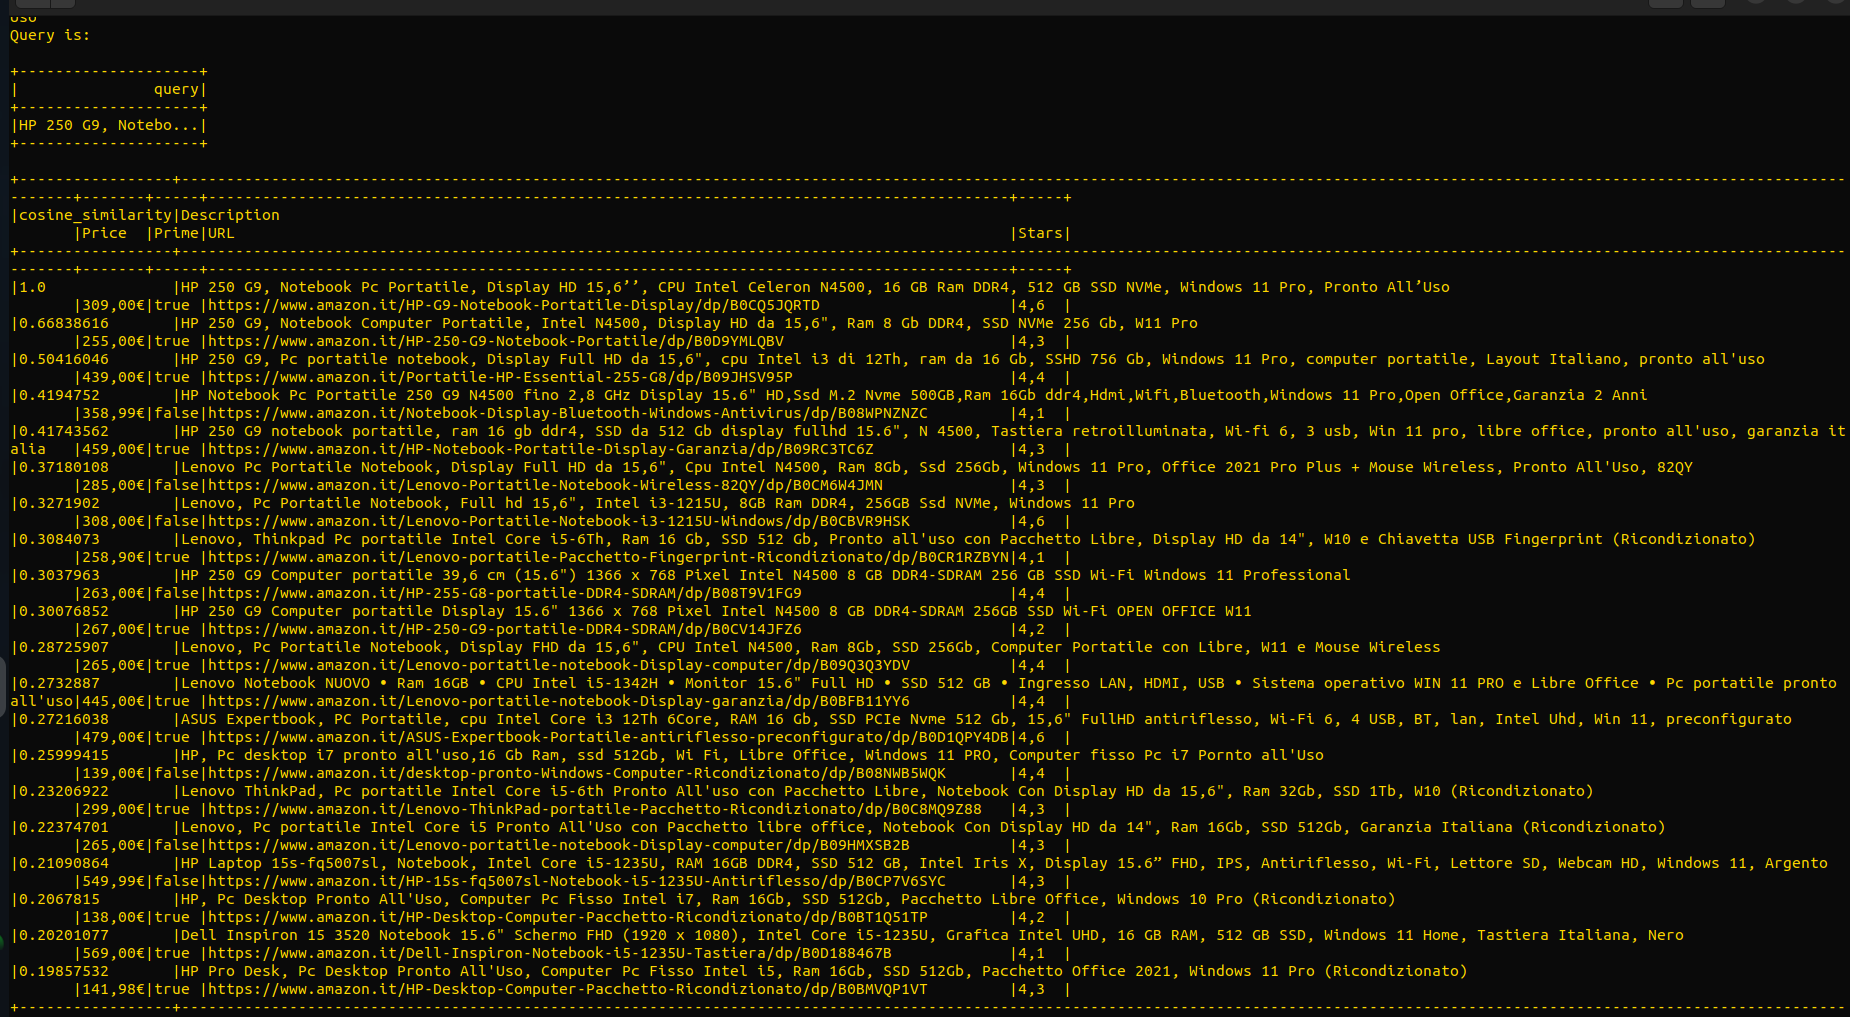 uso
Query is:
+--------------------+
|               query|
+--------------------+
|HP 250 G9, Notebo...|
+--------------------+
|cosine_similarity|Description
|Price  |Prime|URL |Stars|
|1.0 |HP 250 G9, Notebook Pc Portatile, Display HD 15,6’’, CPU Intel Celeron N4500, 16 GB Ram DDR4, 512 GB SSD NVMe, Windows 11 Pro, Pronto All’Uso
|309,00€|true |https://www.amazon.it/HP-G9-Notebook-Portatile-Display/dp/B0CQ5JQRTD |4,6  |
|0.66838616 |HP 250 G9, Notebook Computer Portatile, Intel N4500, Display HD da 15,6", Ram 8 Gb DDR4, SSD NVMe 256 Gb, W11 Pro
|255,00€|true |https://www.amazon.it/HP-250-G9-Notebook-Portatile/dp/B0D9YMLQBV |4,3  |
|0.50416046 |HP 250 G9, Pc portatile notebook, Display Full HD da 15,6", cpu Intel i3 di 12Th, ram da 16 Gb, SSHD 756 Gb, Windows 11 Pro, computer portatile, Layout Italiano, pronto all'uso
|439,00€|true |https://www.amazon.it/Portatile-HP-Essential-255-G8/dp/B09JHSV95P |4,4  |
|0.4194752 |HP Notebook Pc Portatile 250 G9 N4500 fino 2,8 GHz Display 15.6" HD,Ssd M.2 Nvme 500GB,Ram 16Gb ddr4,Hdmi,Wifi,Bluetooth,Windows 11 Pro,Open Office,Garanzia 2 Anni
|358,99€|false|https://www.amazon.it/Notebook-Display-Bluetooth-Windows-Antivirus/dp/B08WPNZNZC |4,1  |
|0.41743562 |HP 250 G9 notebook portatile, ram 16 gb ddr4, SSD da 512 Gb display fullhd 15.6", N 4500, Tastiera retroilluminata, Wi-fi 6, 3 usb, Win 11 pro, libre office, pronto all'uso, garanzia it
alia |459,00€|true |https://www.amazon.it/HP-Notebook-Portatile-Display-Garanzia/dp/B09RC3TC6Z |4,3  |
|0.37180108 |Lenovo Pc Portatile Notebook, Display Full HD da 15,6", Cpu Intel N4500, Ram 8Gb, Ssd 256Gb, Windows 11 Pro, Office 2021 Pro Plus + Mouse Wireless, Pronto All'Uso, 82QY
|285,00€|false|https://www.amazon.it/Lenovo-Portatile-Notebook-Wireless-82QY/dp/B0CM6W4JMN |4,3  |
|0.3271902 |Lenovo, Pc Portatile Notebook, Full hd 15,6", Intel i3-1215U, 8GB Ram DDR4, 256GB Ssd NVMe, Windows 11 Pro
|308,00€|false|https://www.amazon.it/Lenovo-Portatile-Notebook-i3-1215U-Windows/dp/B0CBVR9HSK |4,6  |
|0.3084073 |Lenovo, Thinkpad Pc portatile Intel Core i5-6Th, Ram 16 Gb, SSD 512 Gb, Pronto all'uso con Pacchetto Libre, Display HD da 14", W10 e Chiavetta USB Fingerprint (Ricondizionato)
|258,90€|true |https://www.amazon.it/Lenovo-portatile-Pacchetto-Fingerprint-Ricondizionato/dp/B0CR1RZBYN|4,1  |
|0.3037963 |HP 250 G9 Computer portatile 39,6 cm (15.6") 1366 x 768 Pixel Intel N4500 8 GB DDR4-SDRAM 256 GB SSD Wi-Fi Windows 11 Professional
|263,00€|false|https://www.amazon.it/HP-255-G8-portatile-DDR4-SDRAM/dp/B08T9V1FG9 |4,4  |
|0.30076852 |HP 250 G9 Computer portatile Display 15.6" 1366 x 768 Pixel Intel N4500 8 GB DDR4-SDRAM 256GB SSD Wi-Fi OPEN OFFICE W11
|267,00€|true |https://www.amazon.it/HP-250-G9-portatile-DDR4-SDRAM/dp/B0CV14JFZ6 |4,2  |
|0.28725907 |Lenovo, Pc Portatile Notebook, Display FHD da 15,6", CPU Intel N4500, Ram 8Gb, SSD 256Gb, Computer Portatile con Libre, W11 e Mouse Wireless
|265,00€|true |https://www.amazon.it/Lenovo-portatile-notebook-Display-computer/dp/B09Q3Q3YDV |4,4  |
|0.2732887 |Lenovo Notebook NUOVO • Ram 16GB • CPU Intel i5-1342H • Monitor 15.6" Full HD • SSD 512 GB • Ingresso LAN, HDMI, USB • Sistema operativo WIN 11 PRO e Libre Office • Pc portatile pronto
all'uso|445,00€|true |https://www.amazon.it/Lenovo-notebook-Display-garanzia/dp/B0BFB11YY6 |4,4  |
|0.27216038 |ASUS Expertbook, PC Portatile, cpu Intel Core i3 12Th 6Core, RAM 16 Gb, SSD PCIe Nvme 512 Gb, 15,6" FullHD antiriflesso, Wi-Fi 6, 4 USB, BT, lan, Intel Uhd, Win 11, preconfigurato
|479,00€|true |https://www.amazon.it/ASUS-Expertbook-Portatile-antiriflesso-preconfigurato/dp/B0D1QPY4DB|4,6  |
|0.25999415 |HP, Pc desktop i7 pronto all'uso,16 Gb Ram, ssd 512Gb, Wi Fi, Libre Office, Windows 11 PRO, Computer fisso Pc i7 Pornto all'Uso
|139,00€|false|https://www.amazon.it/desktop-pronto-Windows-Computer-Ricondizionato/dp/B08NWB5WQK |4,4  |
|0.23206922 |Lenovo ThinkPad, Pc portatile Intel Core i5-6th Pronto All'uso con Pacchetto Libre, Notebook Con Display HD da 15,6", Ram 32Gb, SSD 1Tb, W10 (Ricondizionato)
|299,00€|true |https://www.amazon.it/Lenovo-ThinkPad-portatile-Pacchetto-Ricondizionato/dp/B0C8MQ9Z88 |4,3  |
|0.22374701 |Lenovo, Pc portatile Intel Core i5 Pronto All'Uso con Pacchetto libre office, Notebook Con Display HD da 14", Ram 16Gb, SSD 512Gb, Garanzia Italiana (Ricondizionato)
|265,00€|false|https://www.amazon.it/Lenovo-portatile-notebook-Display-computer/dp/B09HMXSB2B |4,3  |
|0.21090864 |HP Laptop 15s-fq5007sl, Notebook, Intel Core i5-1235U, RAM 16GB DDR4, SSD 512 GB, Intel Iris X, Display 15.6” FHD, IPS, Antiriflesso, Wi-Fi, Lettore SD, Webcam HD, Windows 11, Argento
|549,99€|false|https://www.amazon.it/HP-15s-fq5007sl-Notebook-i5-1235U-Antiriflesso/dp/B0CP7V6SYC |4,3  |
|0.2067815 |HP, Pc Desktop Pronto All'Uso, Computer Pc Fisso Intel i7, Ram 16Gb, SSD 512Gb, Pacchetto Libre Office, Windows 10 Pro (Ricondizionato)
|138,00€|true |https://www.amazon.it/HP-Desktop-Computer-Pacchetto-Ricondizionato/dp/B0BT1Q51TP |4,2  |
|0.20201077 |Dell Inspiron 15 3520 Notebook 15.6" Schermo FHD (1920 x 1080), Intel Core i5-1235U, Grafica Intel UHD, 16 GB RAM, 512 GB SSD, Windows 11 Home, Tastiera Italiana, Nero
|569,00€|true |https://www.amazon.it/Dell-Inspiron-Notebook-i5-1235U-Tastiera/dp/B0D188467B |4,1  |
|0.19857532 |HP Pro Desk, Pc Desktop Pronto All'Uso, Computer Pc Fisso Intel i5, Ram 16Gb, SSD 512Gb, Pacchetto Office 2021, Windows 11 Pro (Ricondizionato)
|141,98€|true |https://www.amazon.it/HP-Desktop-Computer-Pacchetto-Ricondizionato/dp/B0BMVQP1VT |4,3  |